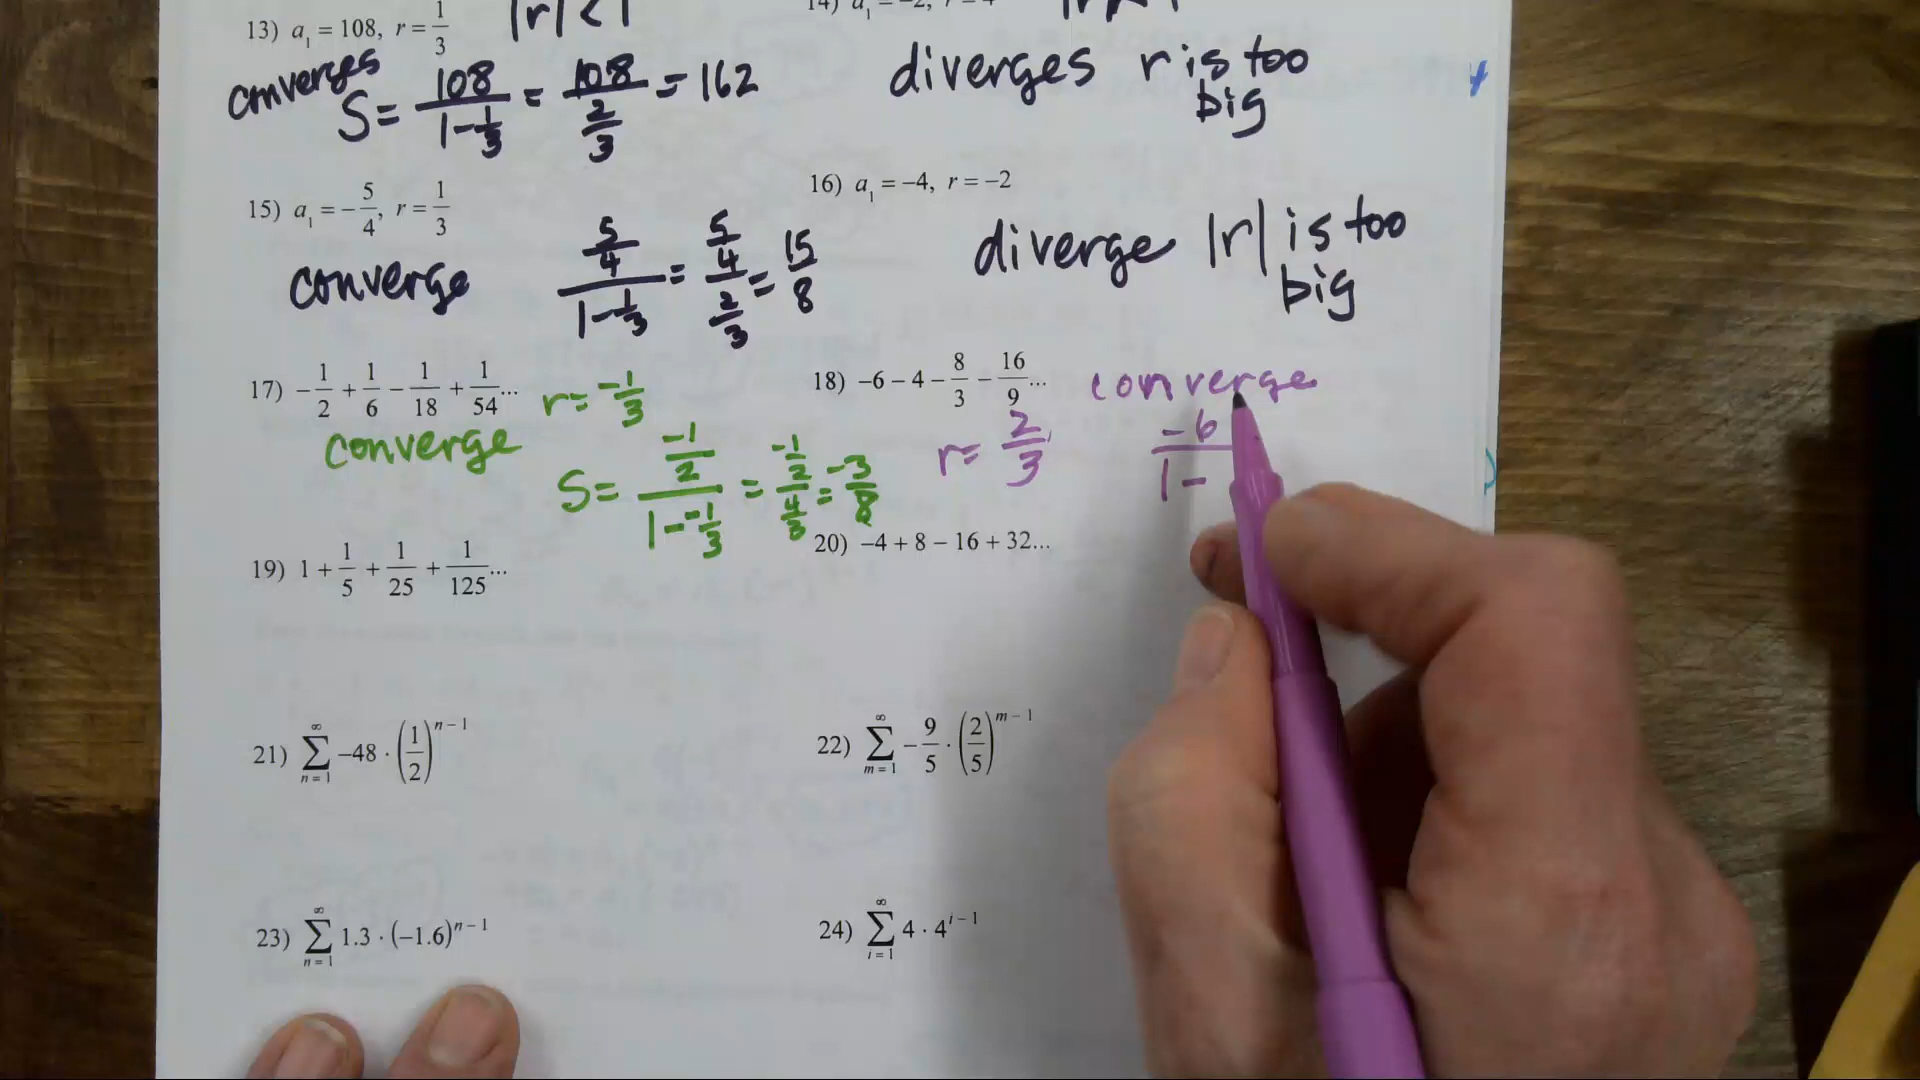 13) a₁ = 108, r = 1/3 |r| < 1
converges S = 108/(1 - 1/3) = 108/(2/3) = 162
diverges r is too
big
15) a₁ = -5/4, r = 1/3
converge (5/4)/(1 - 1/3) = (5/4)/(2/3) = 15/8
16) a₁ = -4, r = -2
diverge |r| is too
big
17) -1/2 + 1/6 - 1/18 + 1/54... r = -1/3
converge S = (-1/2)/(1 - -1/3) = (-1/2)/(4/3) = -3/8
18) -6 - 4 - 8/3 - 16/9... converge
r = 2/3 -6/1 -
19) 1 + 1/5 + 1/25 + 1/125...
20) -4 + 8 - 16 + 32...
21) ∑ n = 1 ∞ -48 · (1/2)ⁿ⁻¹
22) ∑ m = 1 ∞ -9/5 · (2/5)^(m - 1)
23) ∑ n = 1 ∞ 1.3 · (-1.6)ⁿ⁻¹
24) ∑ i = 1 ∞ 4 · 4^(i - 1)